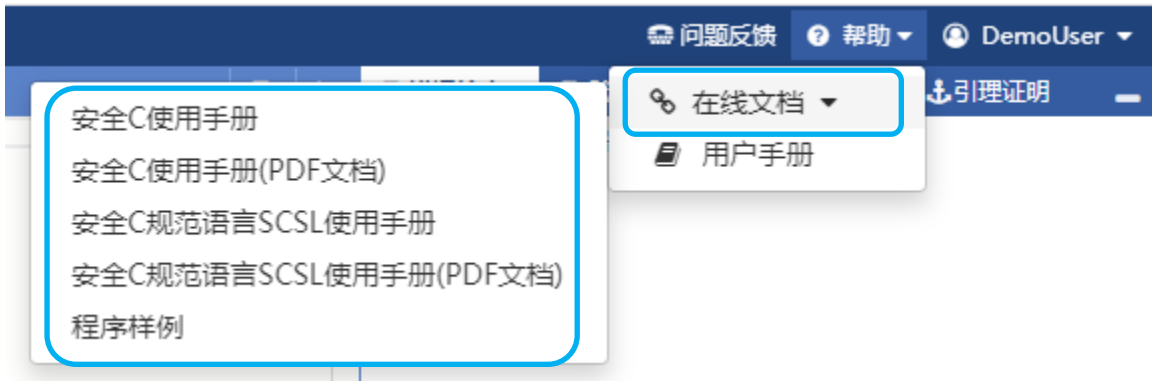 问题反馈 帮助 DemoUser
在线文档
引理证明
用户手册
安全C使用手册
安全C使用手册(PDF文档)
安全C规范语言SCSL使用手册
安全C规范语言SCSL使用手册(PDF文档)
程序样例